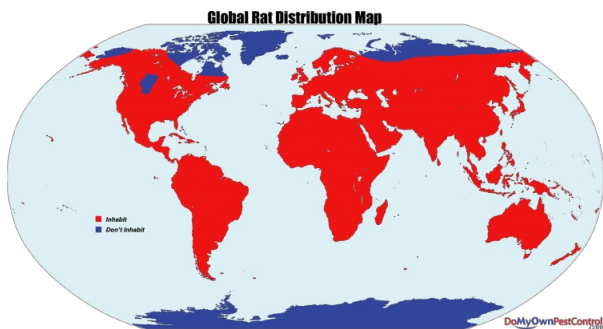 Global Rat Distribution Map
Inhabit
Don't Inhabit
DoMyOwnPestControl
.com